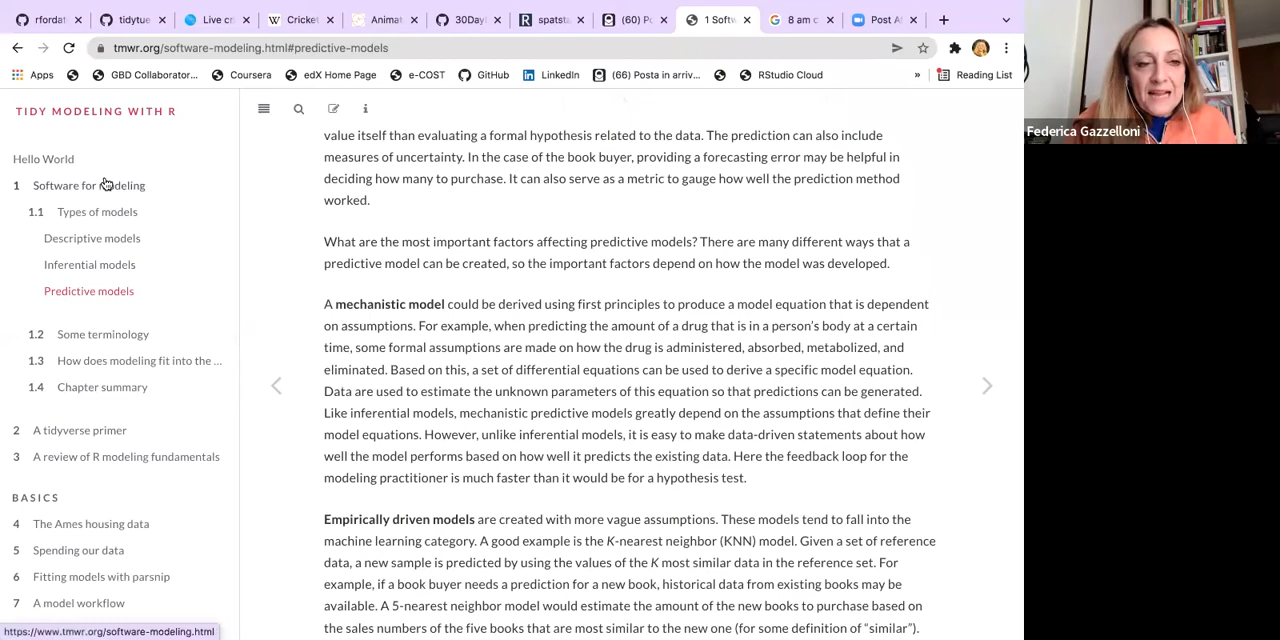 rfordat
tidytue
Live cr
Cricket
Animat
30Day
spatsta
(60) Po
1 Softw
8 am c
Post A
tmwr.org/software-modeling.html#predictive-models
Apps
GBD Collaborator...
Coursera
edX Home Page
e-COST
GitHub
LinkedIn
(66) Posta in arriv...
RStudio Cloud
»
Reading List
Federica Gazzelloni
TIDY MODELING WITH R
Hello World
1 Software for modeling
1.1 Types of models
Descriptive models
Inferential models
Predictive models
1.2 Some terminology
1.3 How does modeling fit into the ...
1.4 Chapter summary
2 A tidyverse primer
3 A review of R modeling fundamentals
BASICS
4 The Ames housing data
5 Spending our data
6 Fitting models with parsnip
7 A model workflow
https://www.tmwr.org/software-modeling.html
value itself than evaluating a formal hypothesis related to the data. The prediction can also include
measures of uncertainty. In the case of the book buyer, providing a forecasting error may be helpful in
deciding how many to purchase. It can also serve as a metric to gauge how well the prediction method
worked.
What are the most important factors affecting predictive models? There are many different ways that a
predictive model can be created, so the important factors depend on how the model was developed.
A mechanistic model could be derived using first principles to produce a model equation that is dependent
on assumptions. For example, when predicting the amount of a drug that is in a person's body at a certain
time, some formal assumptions are made on how the drug is administered, absorbed, metabolized, and
eliminated. Based on this, a set of differential equations can be used to derive a specific model equation.
Data are used to estimate the unknown parameters of this equation so that predictions can be generated.
Like inferential models, mechanistic predictive models greatly depend on the assumptions that define their
model equations. However, unlike inferential models, it is easy to make data-driven statements about how
well the model performs based on how well it predicts the existing data. Here the feedback loop for the
modeling practitioner is much faster than it would be for a hypothesis test.
Empirically driven models are created with more vague assumptions. These models tend to fall into the
machine learning category. A good example is the K-nearest neighbor (KNN) model. Given a set of reference
data, a new sample is predicted by using the values of the K most similar data in the reference set. For
example, if a book buyer needs a prediction for a new book, historical data from existing books may be
available. A 5-nearest neighbor model would estimate the amount of the new books to purchase based on
the sales numbers of the five books that are most similar to the new one (for some definition of “similar”).